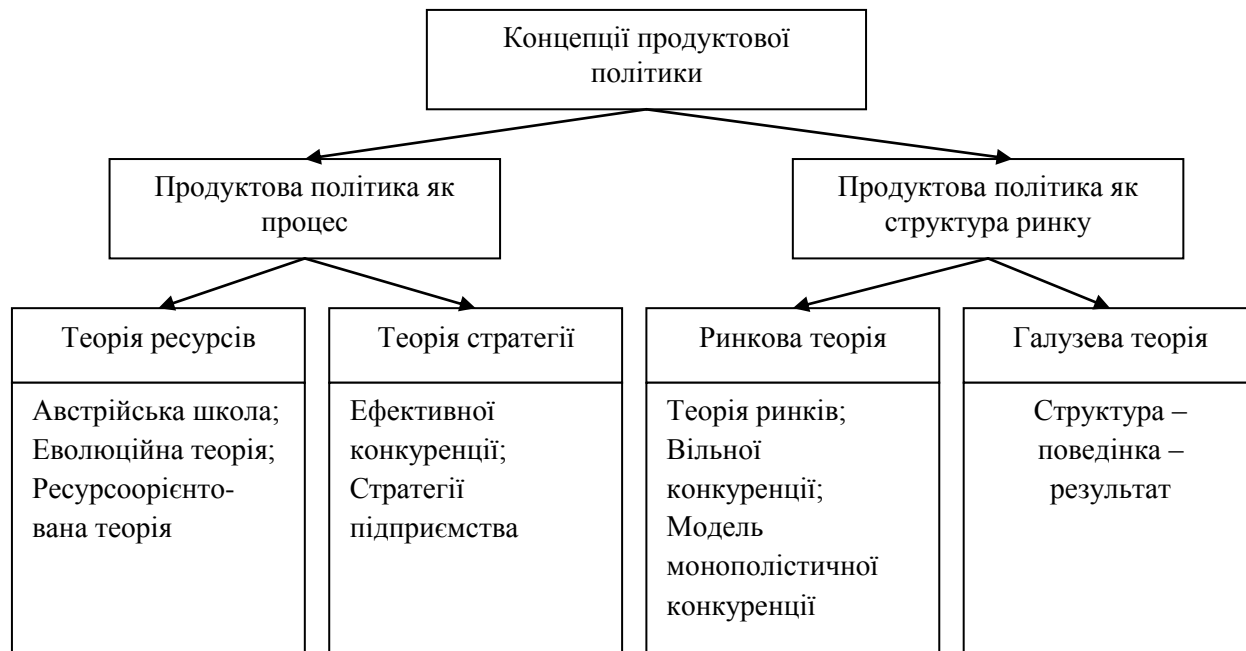 Концепції продуктової
політики
Продуктова політика як
процес
Продуктова політика як
структура ринку
Теорія ресурсів
Теорія стратегії
Ринкова теорія
Галузева теорія
Австрійська школа;
Еволюційна теорія;
Ресурсоорієнто-
вана теорія
Ефективної
конкуренції;
Стратегії
підприємства
Теорія ринків;
Вільної
конкуренції;
Модель
монополістичної
конкуренції
Структура –
поведінка –
результат